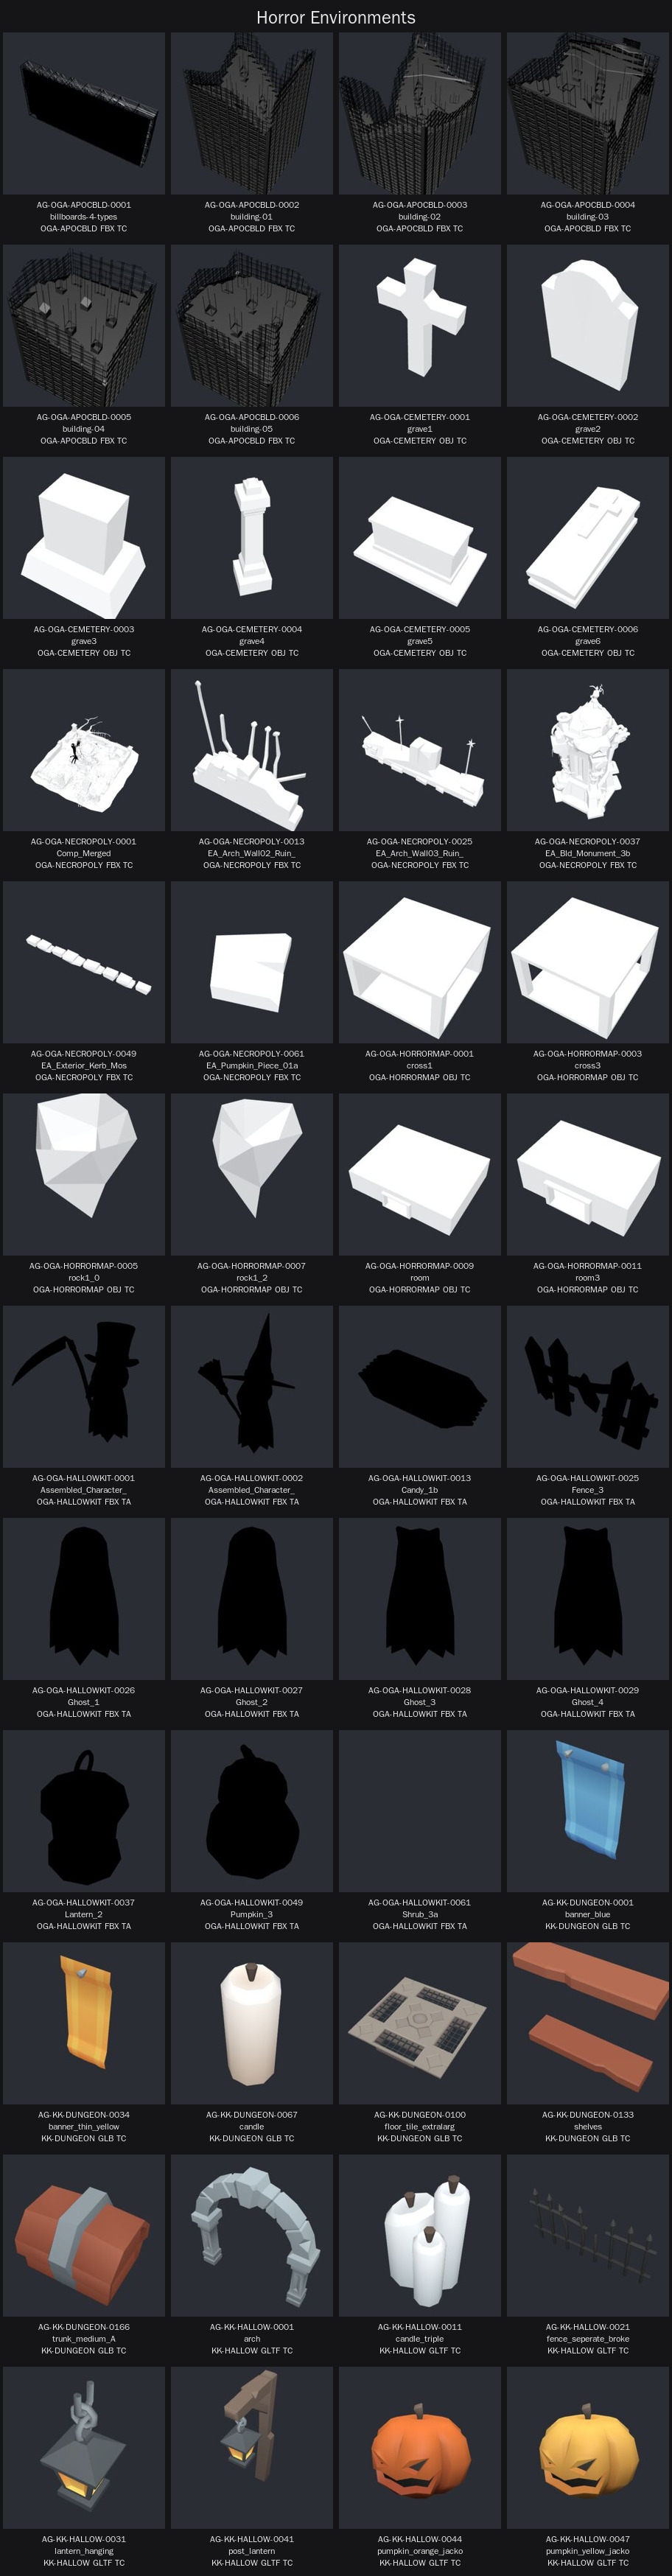 Horror Environments
AG-OGA-APOCBLD-0001
billboards-4-types
OGA-APOCBLD FBX TC
AG-OGA-APOCBLD-0002
building-01
OGA-APOCBLD FBX TC
AG-OGA-APOCBLD-0003
building-02
OGA-APOCBLD FBX TC
AG-OGA-APOCBLD-0004
building-03
OGA-APOCBLD FBX TC
AG-OGA-APOCBLD-0005
building-04
OGA-APOCBLD FBX TC
AG-OGA-APOCBLD-0006
building-05
OGA-APOCBLD FBX TC
AG-OGA-CEMETERY-0001
grave1
OGA-CEMETERY OBJ TC
AG-OGA-CEMETERY-0002
grave2
OGA-CEMETERY OBJ TC
AG-OGA-CEMETERY-0003
grave3
OGA-CEMETERY OBJ TC
AG-OGA-CEMETERY-0004
grave4
OGA-CEMETERY OBJ TC
AG-OGA-CEMETERY-0005
grave5
OGA-CEMETERY OBJ TC
AG-OGA-CEMETERY-0006
grave6
OGA-CEMETERY OBJ TC
AG-OGA-NECROPOLY-0001
Comp_Merged
OGA-NECROPOLY FBX TC
AG-OGA-NECROPOLY-0013
EA_Arch_Wall02_Ruin_
OGA-NECROPOLY FBX TC
AG-OGA-NECROPOLY-0025
EA_Arch_Wall03_Ruin_
OGA-NECROPOLY FBX TC
AG-OGA-NECROPOLY-0037
EA_Bld_Monument_3b
OGA-NECROPOLY FBX TC
AG-OGA-NECROPOLY-0049
EA_Exterior_Kerb_Mos
OGA-NECROPOLY FBX TC
AG-OGA-NECROPOLY-0061
EA_Pumpkin_Piece_01a
OGA-NECROPOLY FBX TC
AG-OGA-HORRORMAP-0001
cross1
OGA-HORRORMAP OBJ TC
AG-OGA-HORRORMAP-0003
cross3
OGA-HORRORMAP OBJ TC
AG-OGA-HORRORMAP-0005
rock1_0
OGA-HORRORMAP OBJ TC
AG-OGA-HORRORMAP-0007
rock1_2
OGA-HORRORMAP OBJ TC
AG-OGA-HORRORMAP-0009
room
OGA-HORRORMAP OBJ TC
AG-OGA-HORRORMAP-0011
room3
OGA-HORRORMAP OBJ TC
AG-OGA-HALLOWKIT-0001
Assembled_Character_
OGA-HALLOWKIT FBX TA
AG-OGA-HALLOWKIT-0002
Assembled_Character_
OGA-HALLOWKIT FBX TA
AG-OGA-HALLOWKIT-0013
Candy_1b
OGA-HALLOWKIT FBX TA
AG-OGA-HALLOWKIT-0025
Fence_3
OGA-HALLOWKIT FBX TA
AG-OGA-HALLOWKIT-0026
Ghost_1
OGA-HALLOWKIT FBX TA
AG-OGA-HALLOWKIT-0027
Ghost_2
OGA-HALLOWKIT FBX TA
AG-OGA-HALLOWKIT-0028
Ghost_3
OGA-HALLOWKIT FBX TA
AG-OGA-HALLOWKIT-0029
Ghost_4
OGA-HALLOWKIT FBX TA
AG-OGA-HALLOWKIT-0037
Lantern_2
OGA-HALLOWKIT FBX TA
AG-OGA-HALLOWKIT-0049
Pumpkin_3
OGA-HALLOWKIT FBX TA
AG-OGA-HALLOWKIT-0061
Shrub_3a
OGA-HALLOWKIT FBX TA
AG-KK-DUNGEON-0001
banner_blue
KK-DUNGEON GLB TC
AG-KK-DUNGEON-0034
banner_thin_yellow
KK-DUNGEON GLB TC
AG-KK-DUNGEON-0067
candle
KK-DUNGEON GLB TC
AG-KK-DUNGEON-0100
floor_tile_extralarg
KK-DUNGEON GLB TC
AG-KK-DUNGEON-0133
shelves
KK-DUNGEON GLB TC
AG-KK-DUNGEON-0166
trunk_medium_A
KK-DUNGEON GLB TC
AG-KK-HALLOW-0001
arch
KK-HALLOW GLTF TC
AG-KK-HALLOW-0011
candle_triple
KK-HALLOW GLTF TC
AG-KK-HALLOW-0021
fence_seperate_broke
KK-HALLOW GLTF TC
AG-KK-HALLOW-0031
lantern_hanging
KK-HALLOW GLTF TC
AG-KK-HALLOW-0041
post_lantern
KK-HALLOW GLTF TC
AG-KK-HALLOW-0044
pumpkin_orange_jacko
KK-HALLOW GLTF TC
AG-KK-HALLOW-0047
pumpkin_yellow_jacko
KK-HALLOW GLTF TC